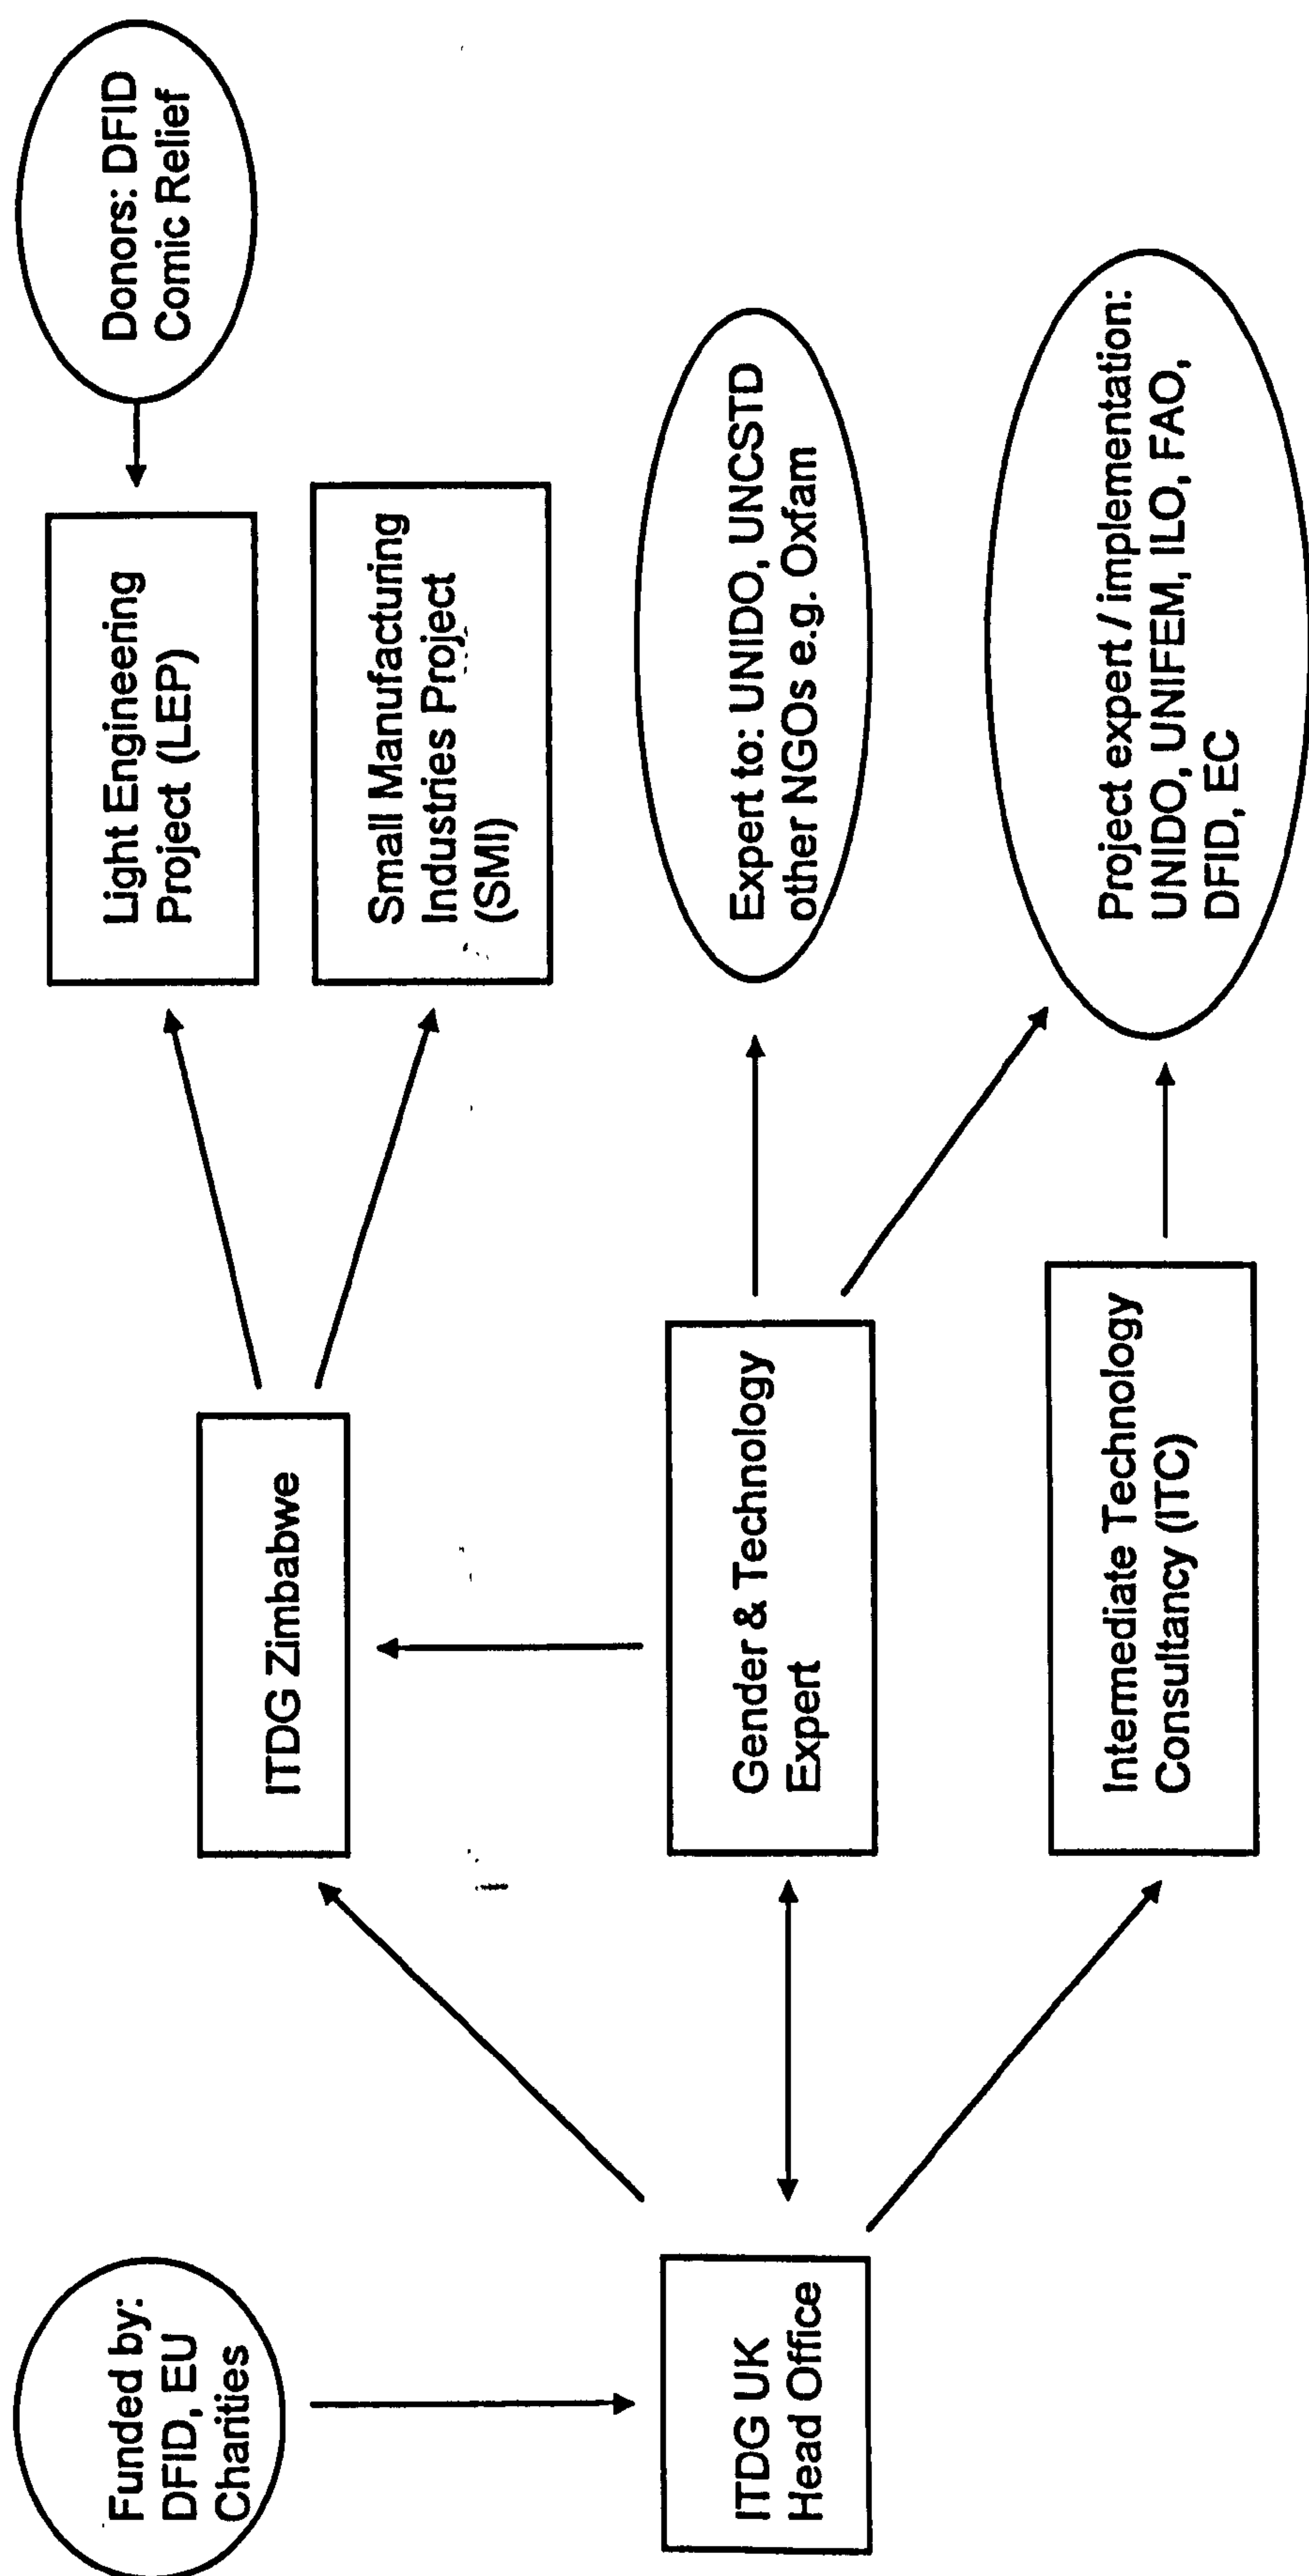 Funded by:
DFID, EU
Charities
ITDG UK
Head Office
ITDG Zimbabwe
Gender & Technology
Expert
Intermediate Technology
Consultancy (ITC)
Light Engineering
Project (LEP)
Small Manufacturing
Industries Project
(SMI)
Donors: DFID
Comic Relief
Expert to: UNIDO, UNCSTD
other NGOs e.g. Oxfam
Project expert / implementation:
UNIDO, UNIFEM, ILO, FAO,
DFID, EC